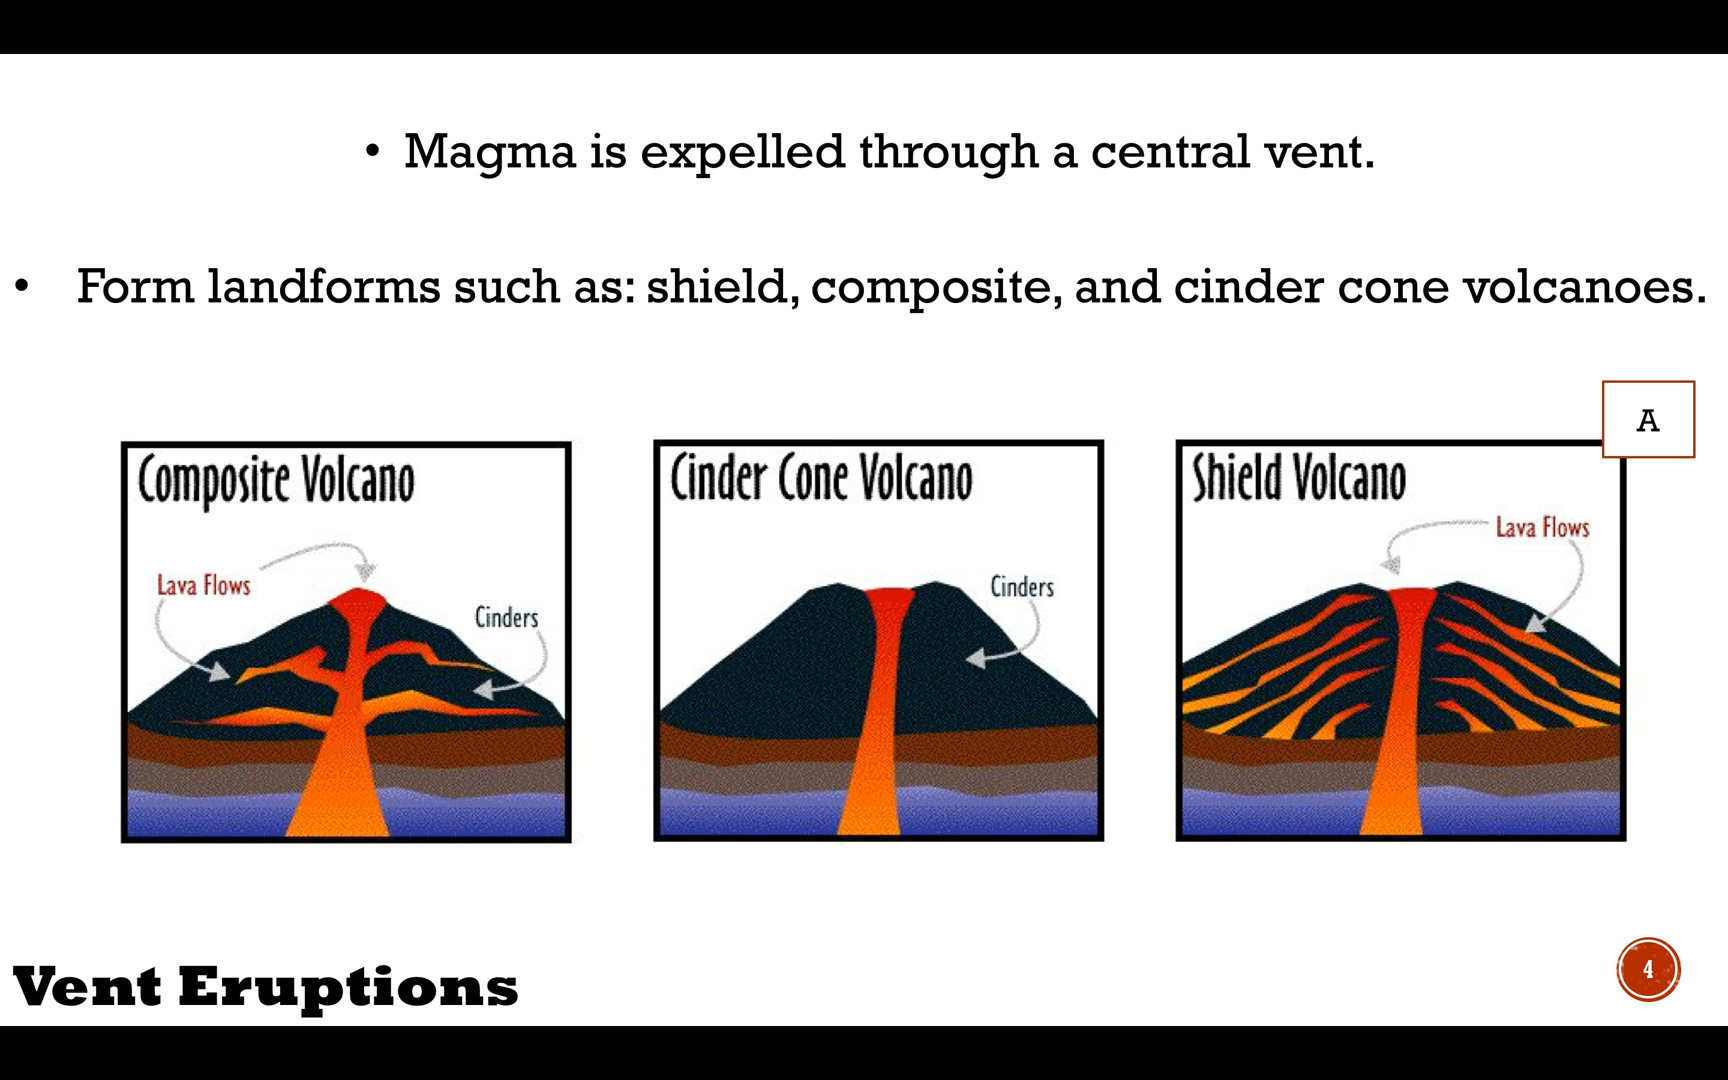 • Magma is expelled through a central vent.
• Form landforms such as: shield, composite, and cinder cone volcanoes.
A
Composite Volcano
Lava Flows
Cinders
Cinder Cone Volcano
Cinders
Shield Volcano
Lava Flows
Vent Eruptions
4